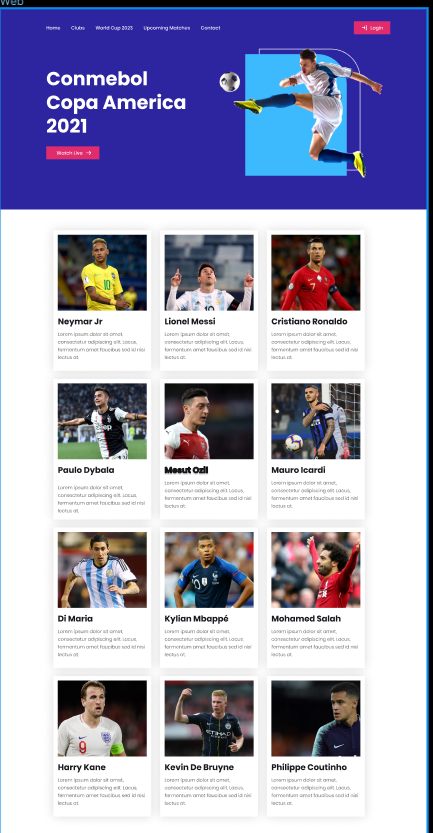 Web
Home Clubs World Cup 2023 Upcoming Matches Contact Login
Conmebol
Copa America
2021
Watch Live
Neymar Jr Lionel Messi Cristiano Ronaldo
Lorem ipsum dolor sit amet, Lorem ipsum dolor sit amet, Lorem ipsum dolor sit amet,
consectetur adipiscing elit. Lacus, consectetur adipiscing elit. Lacus, consectetur adipiscing elit. Lacus,
fermentum amet faucibus sed id nisi fermentum amet faucibus sed id nisi fermentum amet faucibus sed id nisi
lectus at. lectus at. lectus at.
Paulo Dybala Mesut Ozil Mauro Icardi
Lorem ipsum dolor sit amet, Lorem ipsum dolor sit amet, Lorem ipsum dolor sit amet,
consectetur adipiscing elit. Lacus, consectetur adipiscing elit. Lacus, consectetur adipiscing elit. Lacus,
fermentum amet faucibus sed id nisi fermentum amet faucibus sed id nisi fermentum amet faucibus sed id nisi
lectus at. lectus at. lectus at.
Di Maria Kylian Mbappé Mohamed Salah
Lorem ipsum dolor sit amet, Lorem ipsum dolor sit amet, Lorem ipsum dolor sit amet,
consectetur adipiscing elit. Lacus, consectetur adipiscing elit. Lacus, consectetur adipiscing elit. Lacus,
fermentum amet faucibus sed id nisi fermentum amet faucibus sed id nisi fermentum amet faucibus sed id nisi
lectus at. lectus at. lectus at.
Harry Kane Kevin De Bruyne Philippe Coutinho
Lorem ipsum dolor sit amet, Lorem ipsum dolor sit amet, Lorem ipsum dolor sit amet,
consectetur adipiscing elit. Lacus, consectetur adipiscing elit. Lacus, consectetur adipiscing elit. Lacus,
fermentum amet faucibus sed id nisi fermentum amet faucibus sed id nisi fermentum amet faucibus sed id nisi
lectus at. lectus at. lectus at.